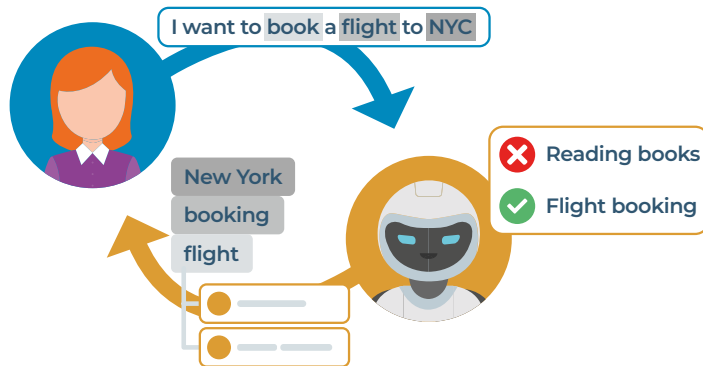 I want to book a flight to NYC
Reading books
Flight booking
New York
booking
flight